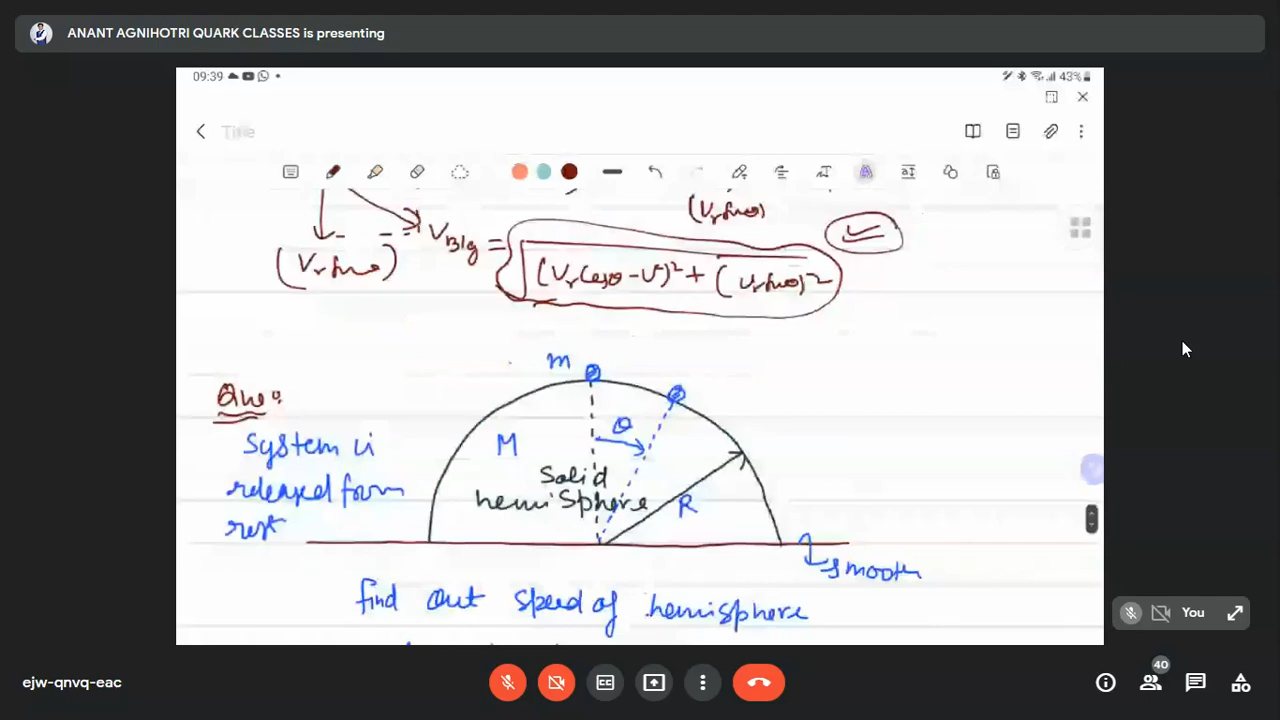 ANANT AGNIHOTRI QUARK CLASSES is presenting
09:39
43%
Title
(Vr sinθ)
(Vr sinθ)
VB/g = √(Vr cosθ - V)² + (Vr sinθ)²
Que:
m
θ
System is
M
Solid
released from
hemisphere
R
rest
smooth
find out speed of hemisphere
You
ejw-qnvq-eac
CC
40